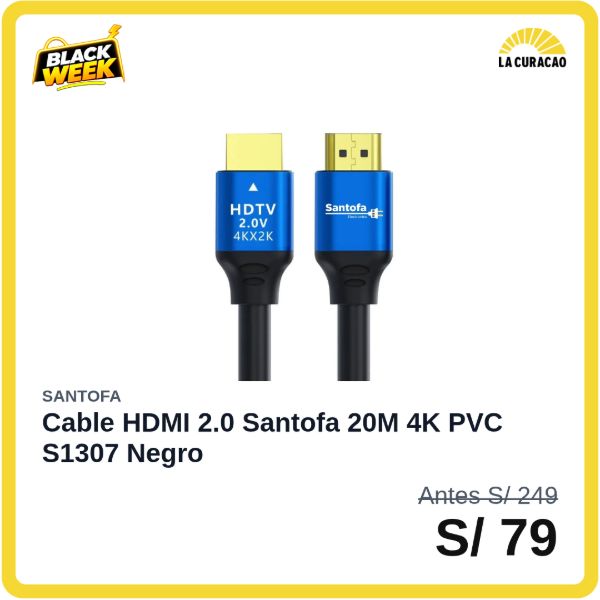 BLACK
WEEK
LA CURACAO
HDTV
2.0V
4KX2K
Santofa
SANTOFA
Cable HDMI 2.0 Santofa 20M 4K PVC
S1307 Negro
Antes S/ 249
S/ 79